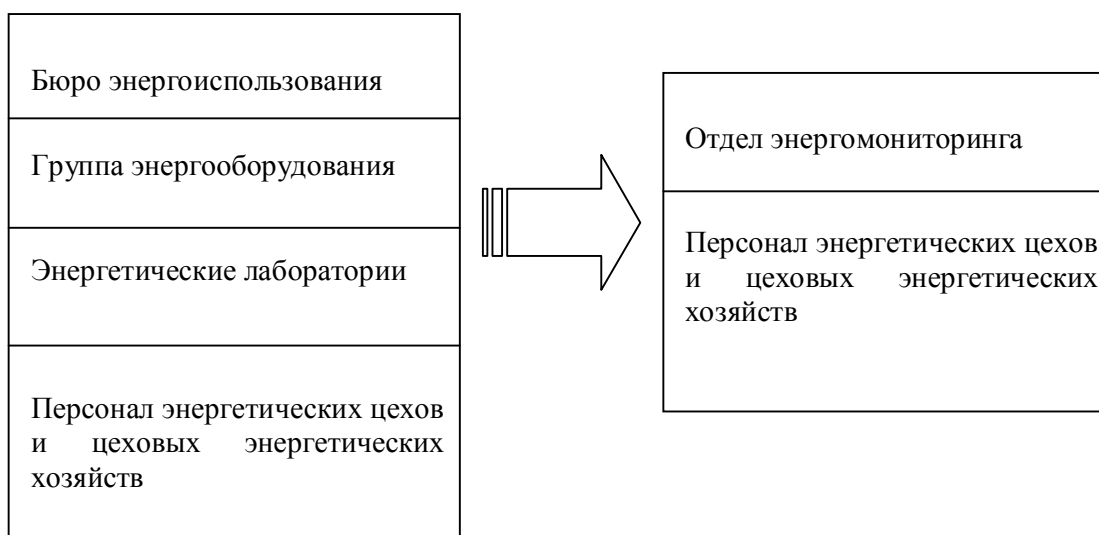 Бюро энергоиспользования
Группа энергооборудования
Энергетические лаборатории
Персонал энергетических цехов
и цеховых энергетических
хозяйств
Отдел энергомониторинга
Персонал энергетических цехов
и цеховых энергетических
хозяйств